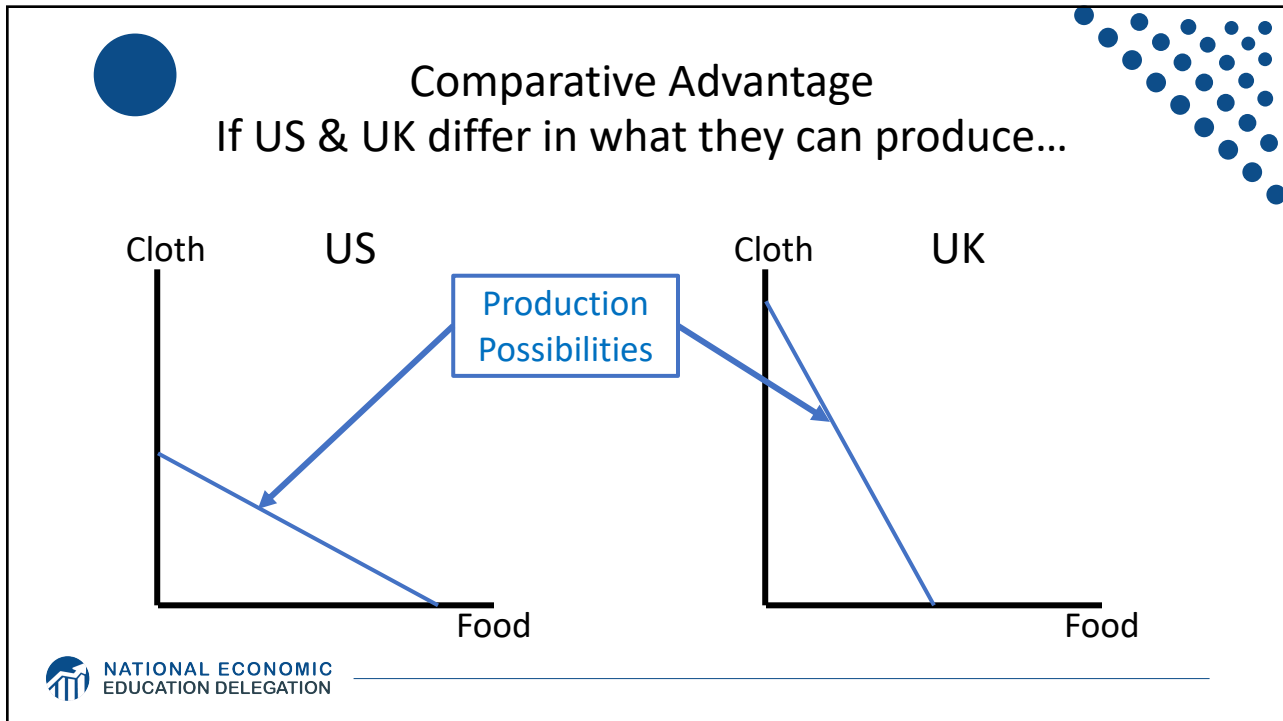 Comparative Advantage
If US & UK differ in what they can produce…
Cloth
US
Production
Possibilities
Cloth
UK
Food
Food
NATIONAL ECONOMIC
EDUCATION DELEGATION